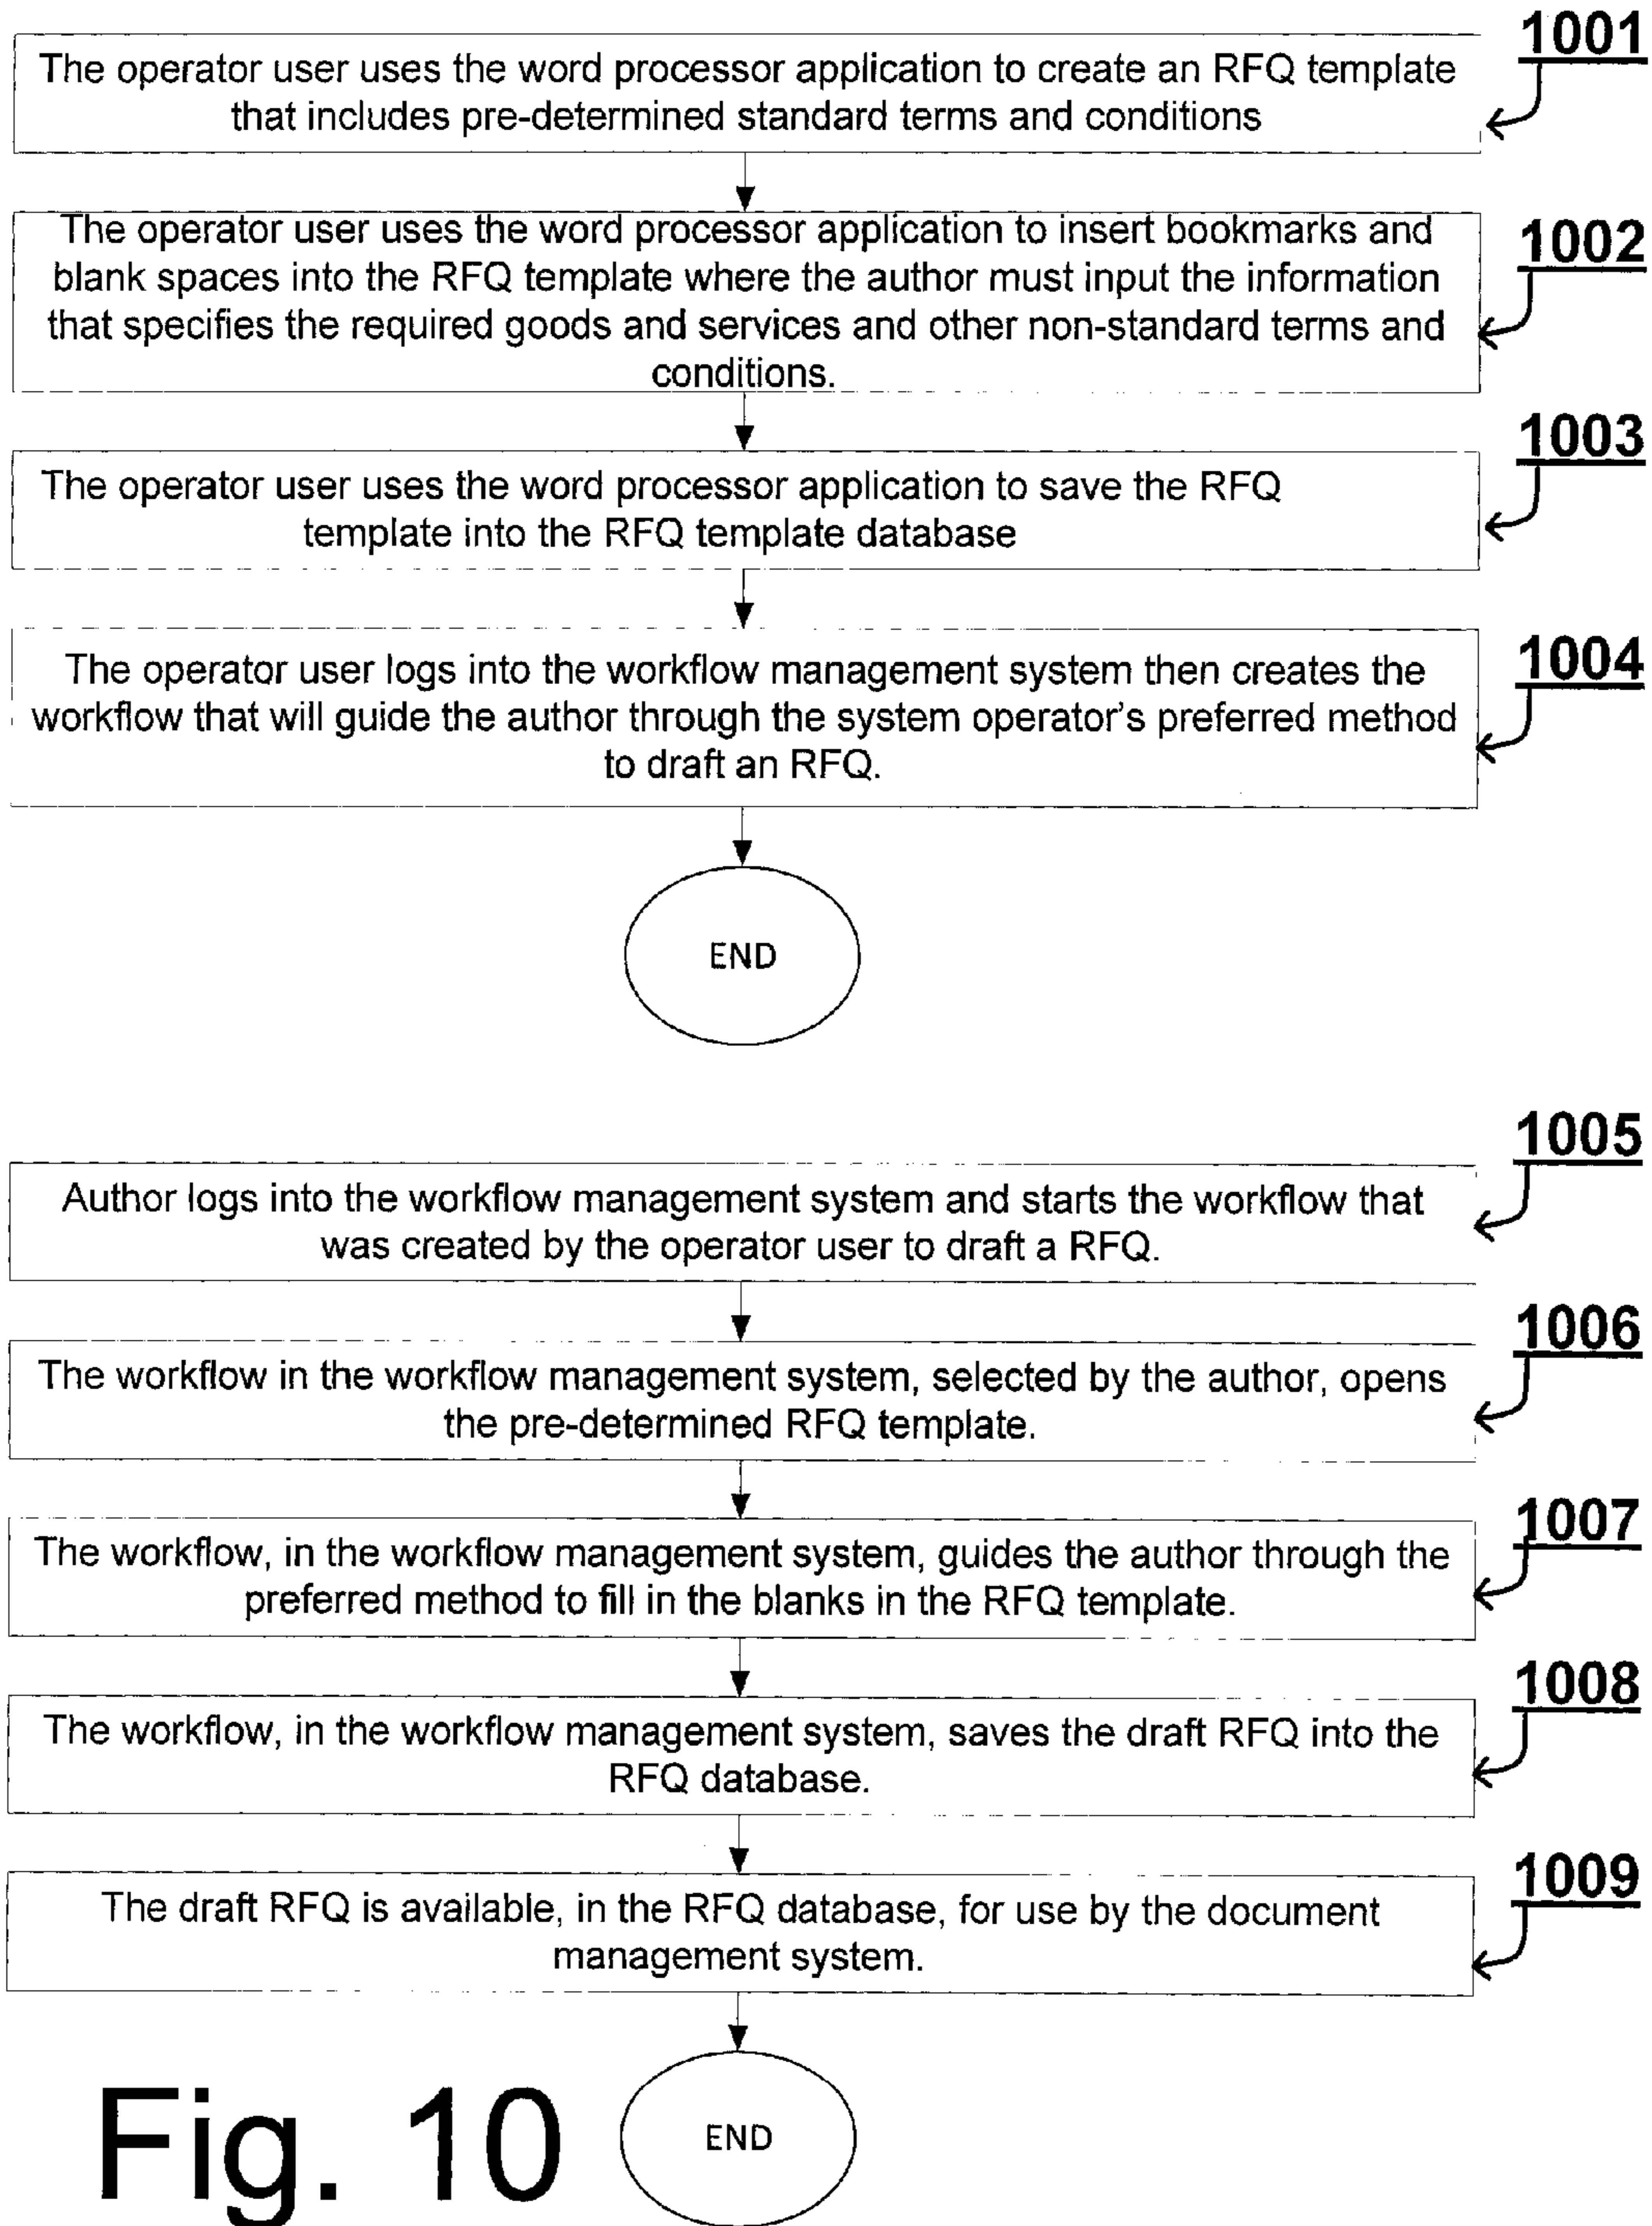 1001
The operator user uses the word processor application to create an RFQ template
that includes pre-determined standard terms and conditions
1002
The operator user uses the word processor application to insert bookmarks and
blank spaces into the RFQ template where the author must input the information
that specifies the required goods and services and other non-standard terms and
conditions.
1003
The operator user uses the word processor application to save the RFQ
template into the RFQ template database
1004
The operator user logs into the workflow management system then creates the
workflow that will guide the author through the system operator's preferred method
to draft an RFQ.
END
1005
Author logs into the workflow management system and starts the workflow that
was created by the operator user to draft a RFQ.
1006
The workflow in the workflow management system, selected by the author, opens
the pre-determined RFQ template.
1007
The workflow, in the workflow management system, guides the author through the
preferred method to fill in the blanks in the RFQ template.
1008
The workflow, in the workflow management system, saves the draft RFQ into the
RFQ database.
1009
The draft RFQ is available, in the RFQ database, for use by the document
management system.
END
Fig. 10